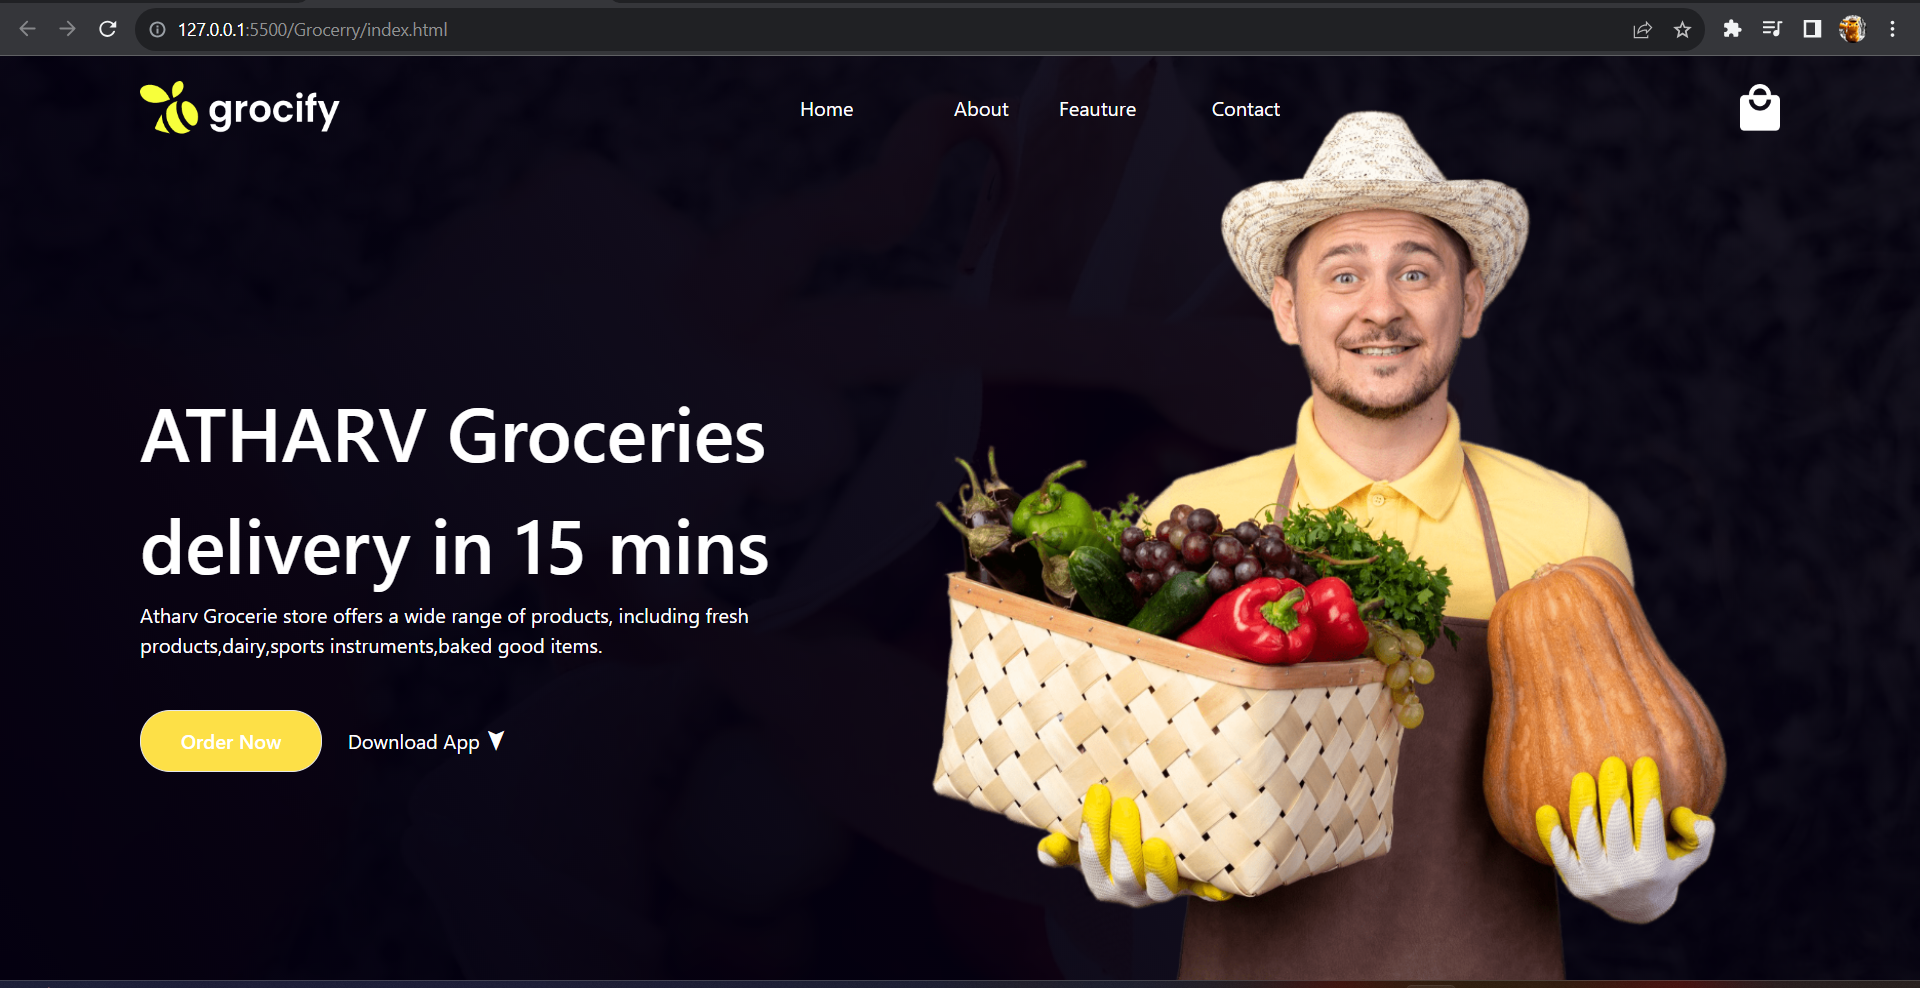 127.0.0.1:5500/Grocerry/index.html
grocify
Home About Feauture Contact
ATHARV Groceries
delivery in 15 mins
Atharv Grocerie store offers a wide range of products, including fresh
products,dairy,sports instruments,baked good items.
Order Now Download App